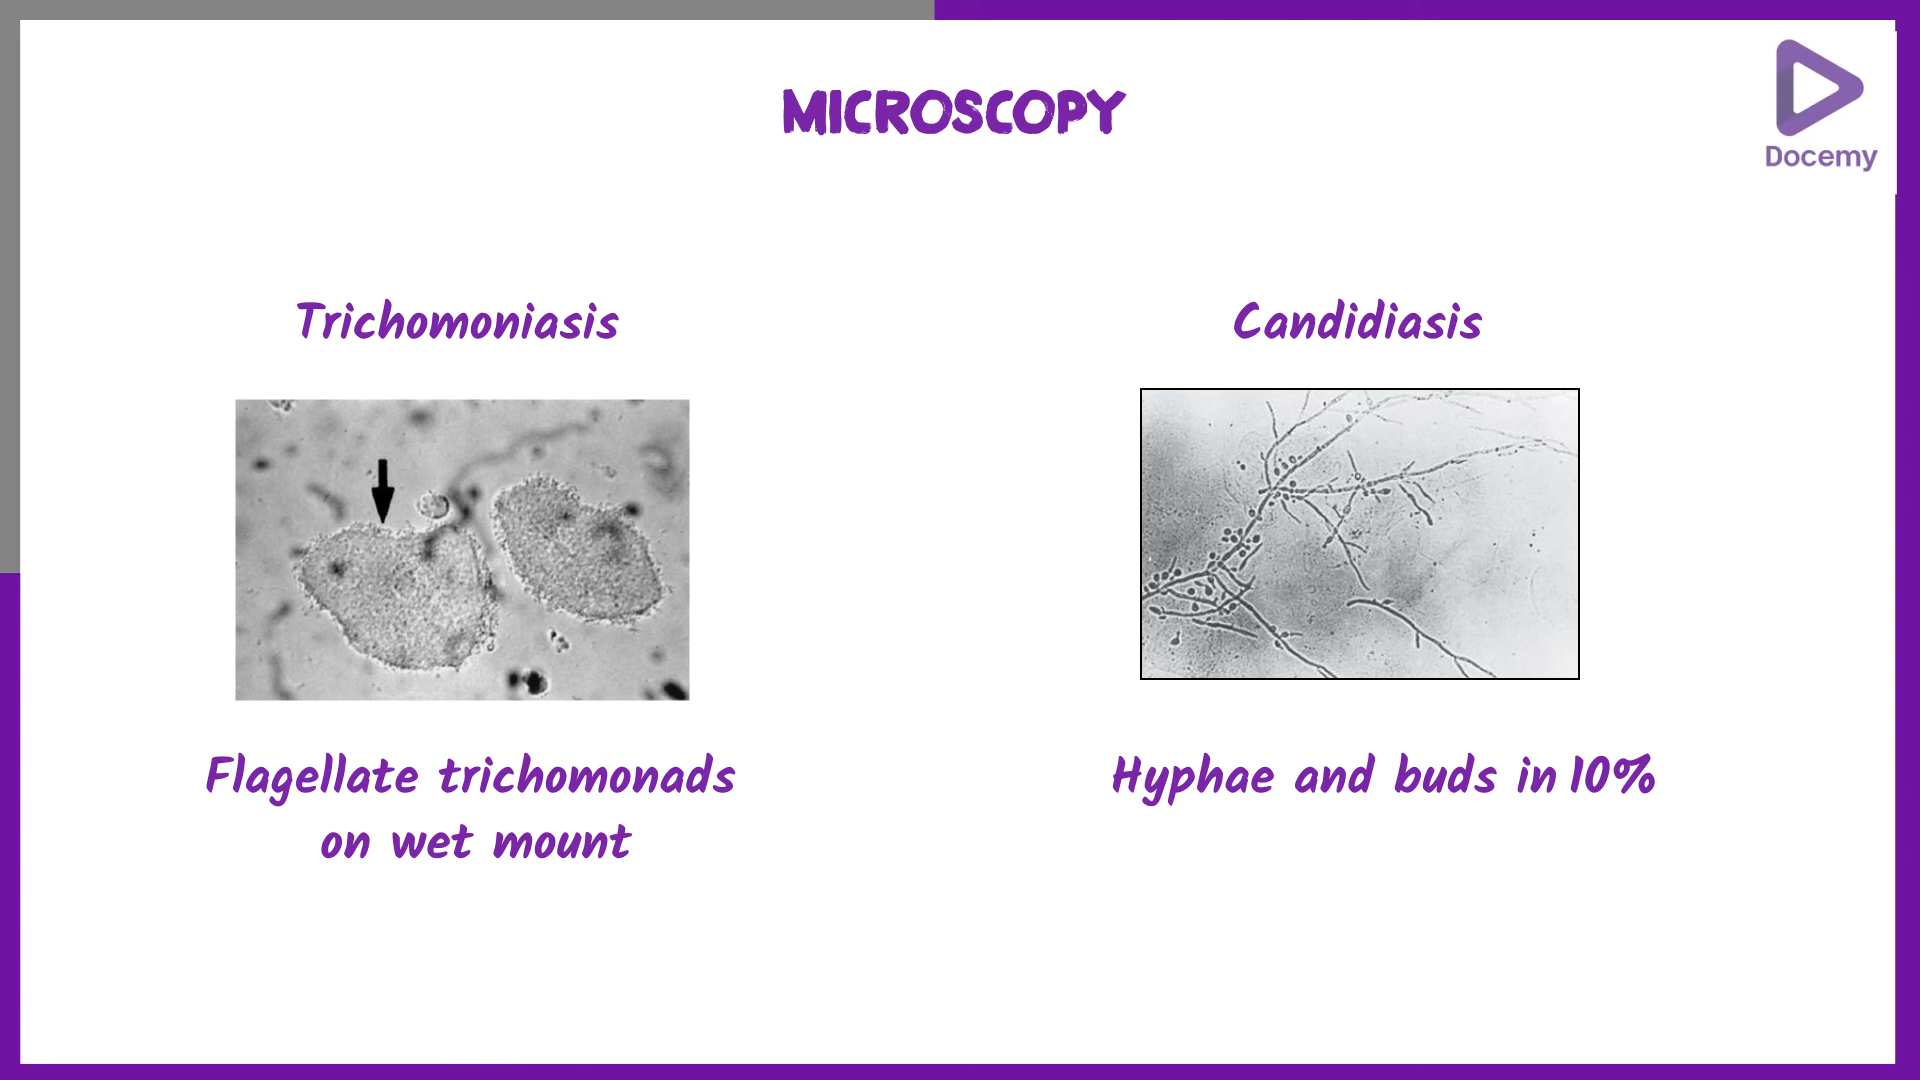 MICROSCOPY
Docemy
Trichomoniasis
Candidiasis
Flagellate trichomonads
on wet mount
Hyphae and buds in 10%